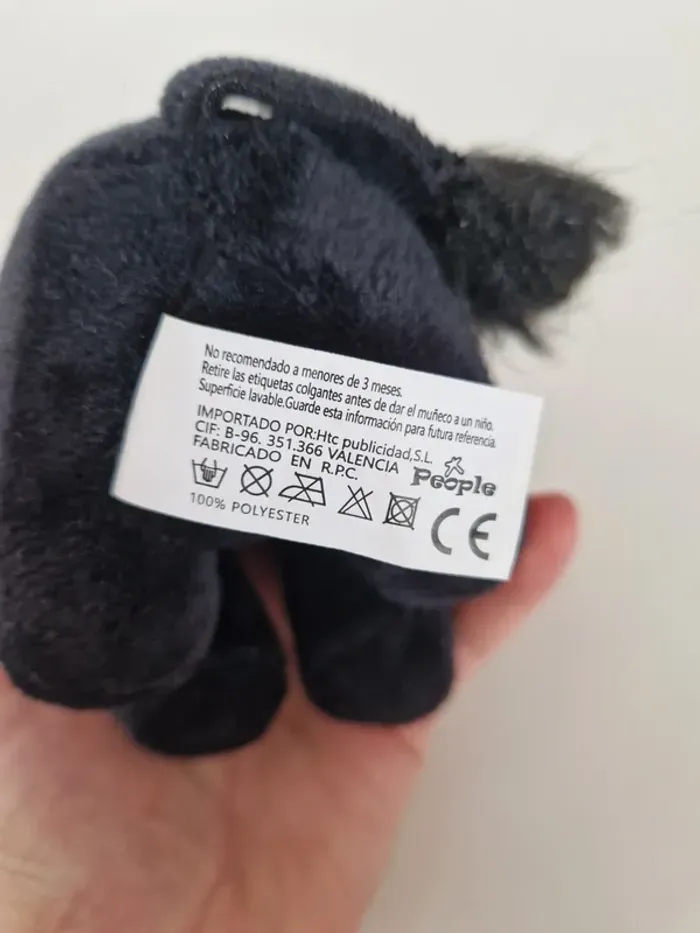 No recomendado a menores de 3 meses.
Retire las etiquetas colgantes antes de dar el muñeco a un niño.
Superficie lavable.Guarde esta información para futura referencia.
IMPORTADO POR:Htc publicidad,S.L.
CIF: B-96. 351.366 VALENCIA
FABRICADO EN R.P.C.
People
100% POLYESTER
CE